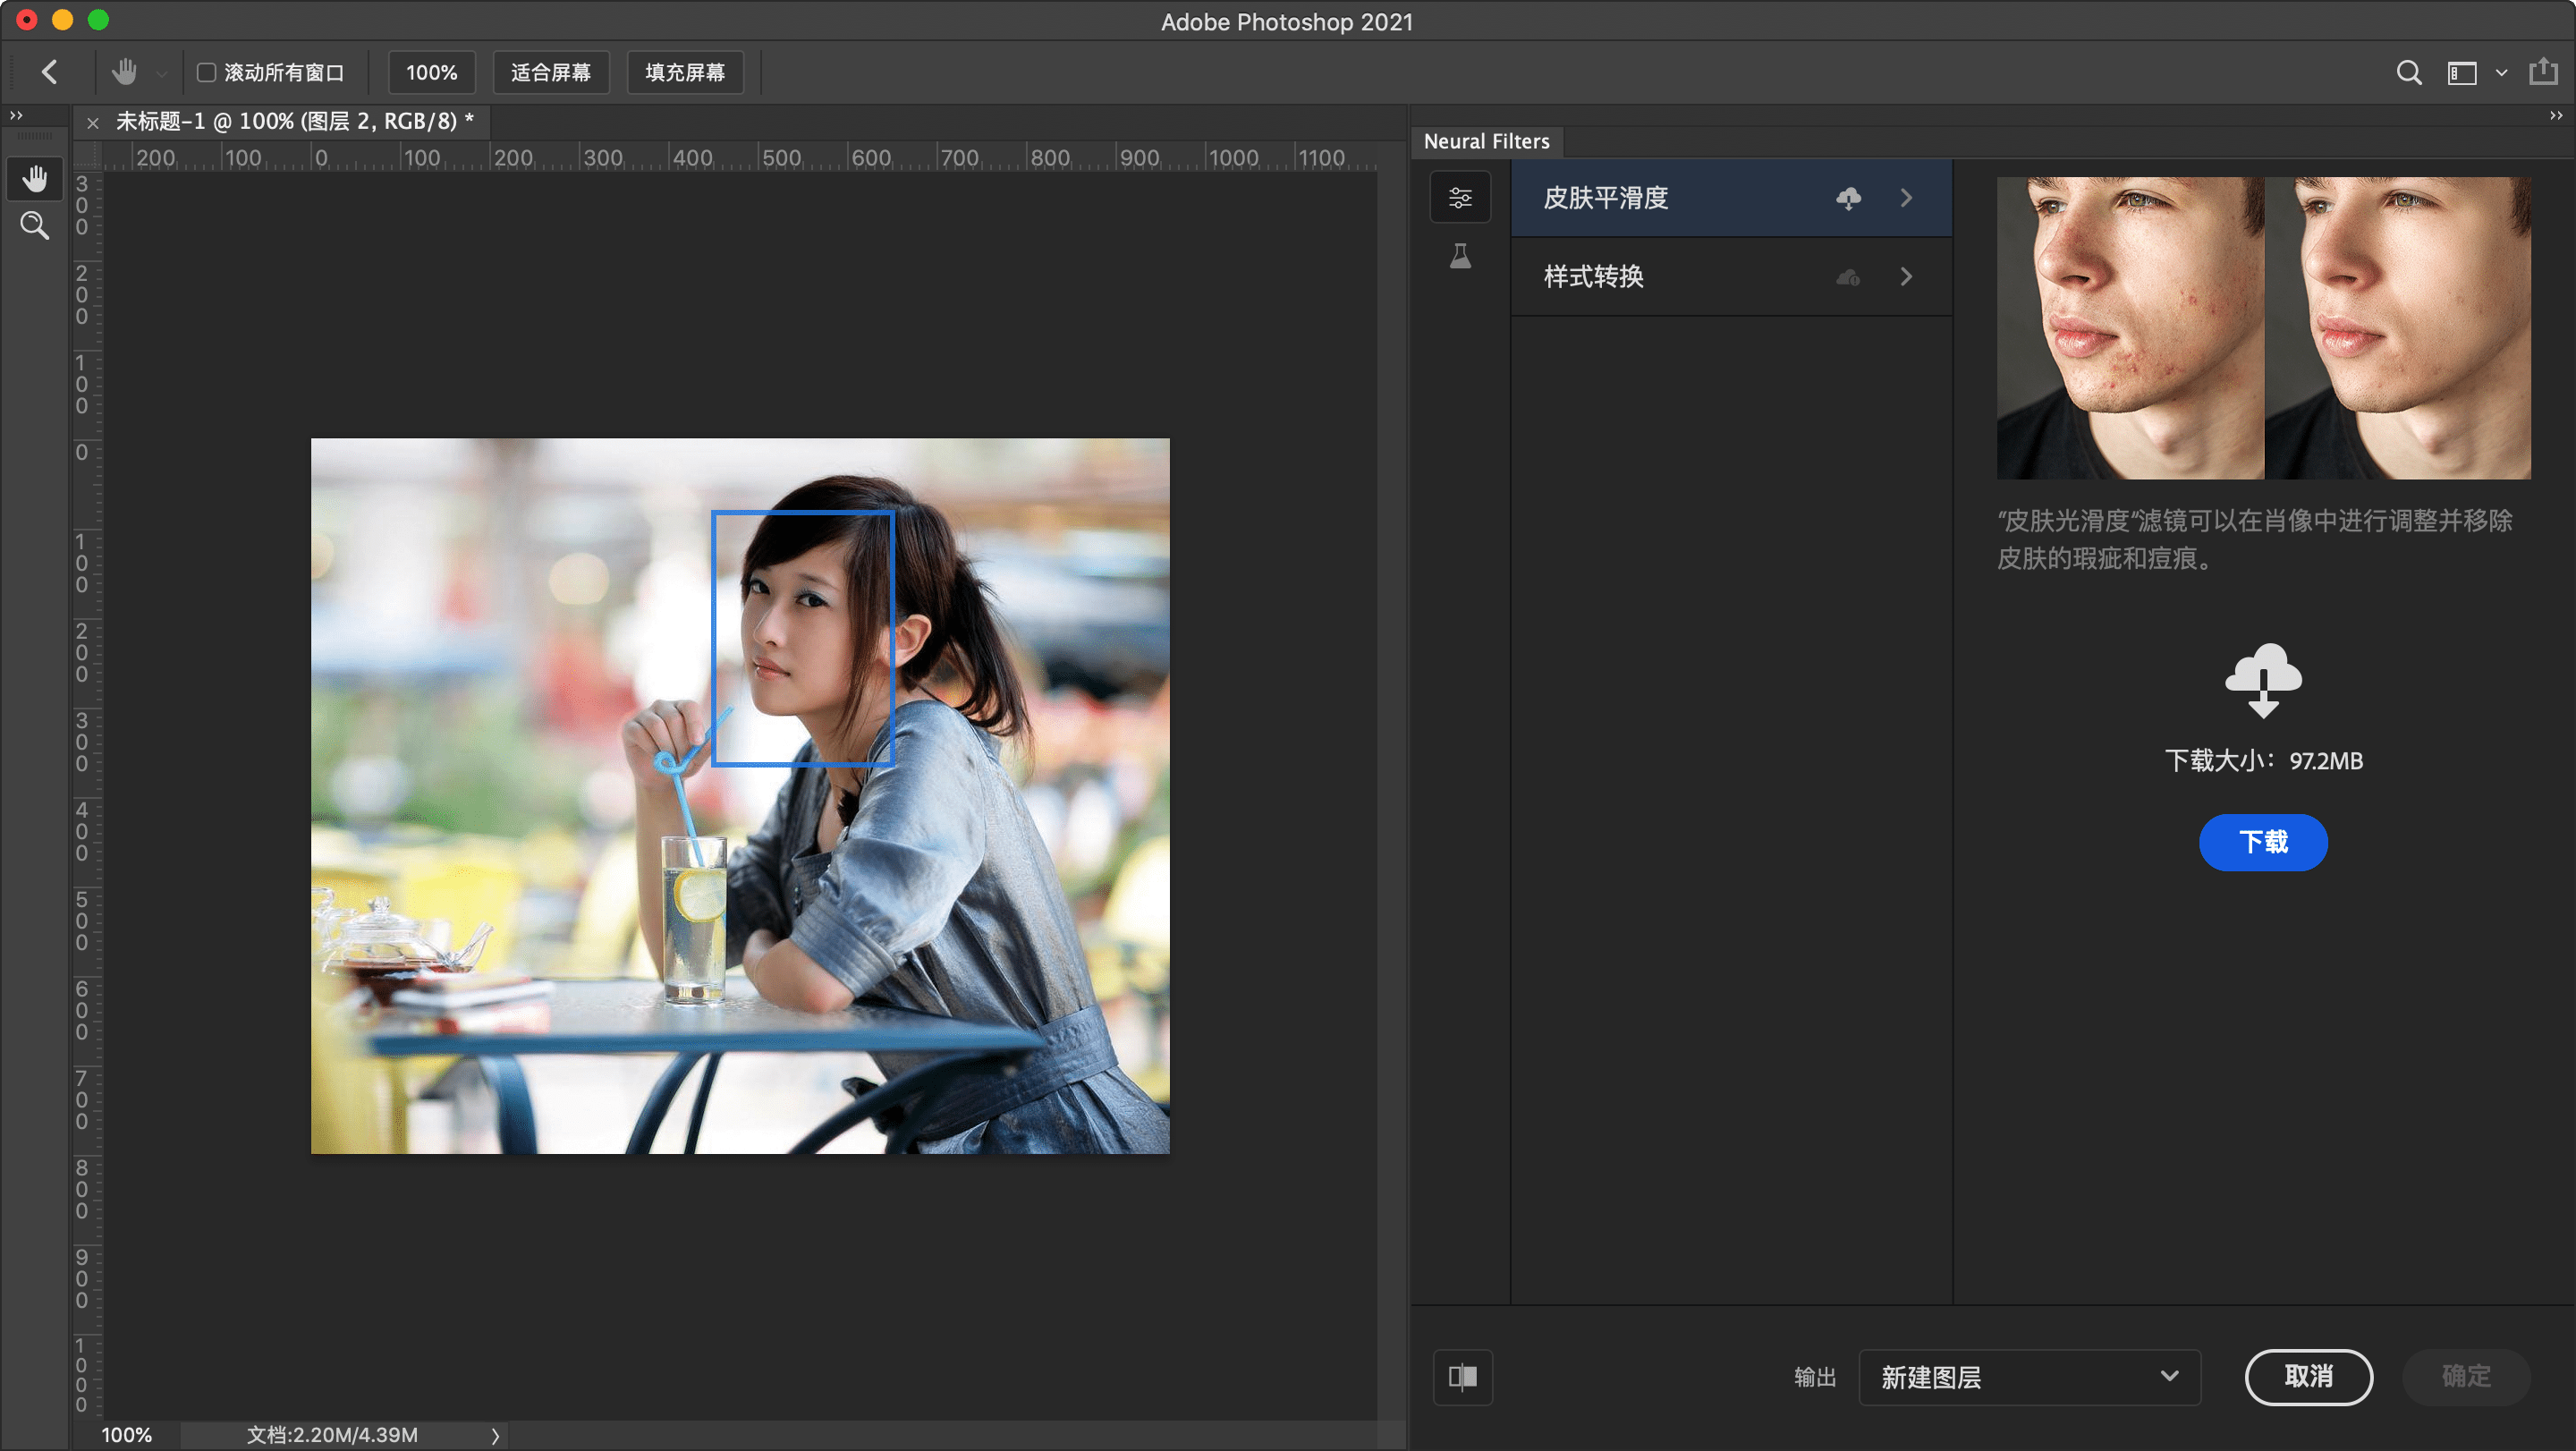 Adobe Photoshop 2021
滚动所有窗口 100% 适合屏幕 填充屏幕
未标题-1 @ 100% (图层 2, RGB/8) *
200 100 0 100 200 300 400 500 600 700 800 900 1000 1100
300
200
100
0
100
200
300
400
500
600
700
800
900
1000
100% 文档:2.20M/4.39M
Neural Filters
皮肤平滑度
样式转换
“皮肤光滑度“滤镜可以在肖像中进行调整并移除
皮肤的瑕疵和痘痕。
下载大小：97.2MB
下载
输出 新建图层 取消 确定